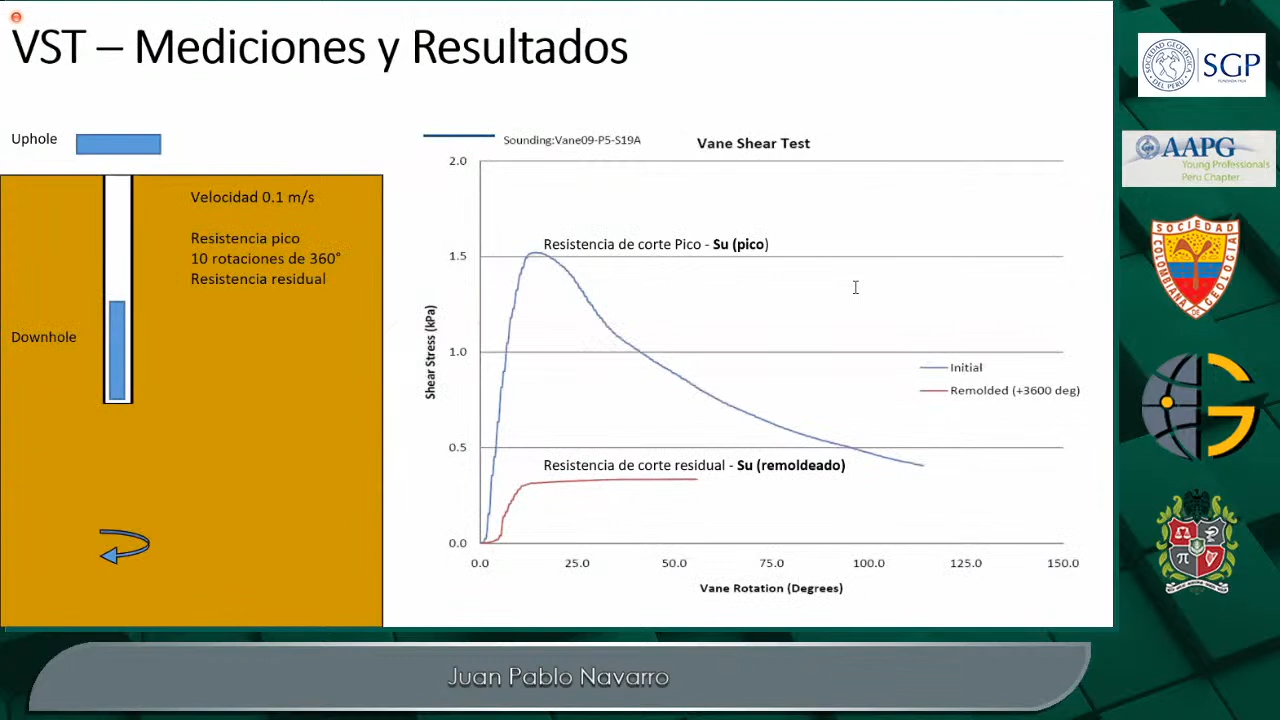 VST – Mediciones y Resultados
Uphole
Velocidad 0.1 m/s
Resistencia pico
10 rotaciones de 360°
Resistencia residual
Downhole
Sounding:Vane09-P5-S19A
Vane Shear Test
2.0
1.5
1.0
0.5
0.0
Shear Stress (kPa)
Resistencia de corte Pico - Su (pico)
Initial
Remolded (+3600 deg)
Resistencia de corte residual - Su (remoldeado)
0.0 25.0 50.0 75.0 100.0 125.0 150.0
Vane Rotation (Degrees)
SOCIEDAD GEOLÓGICA DEL PERÚ
SGP
AAPG
Young Professionals
Peru Chapter
SOCIEDAD
COLOMBIANA
DE
GEOLOGIA
Juan Pablo Navarro